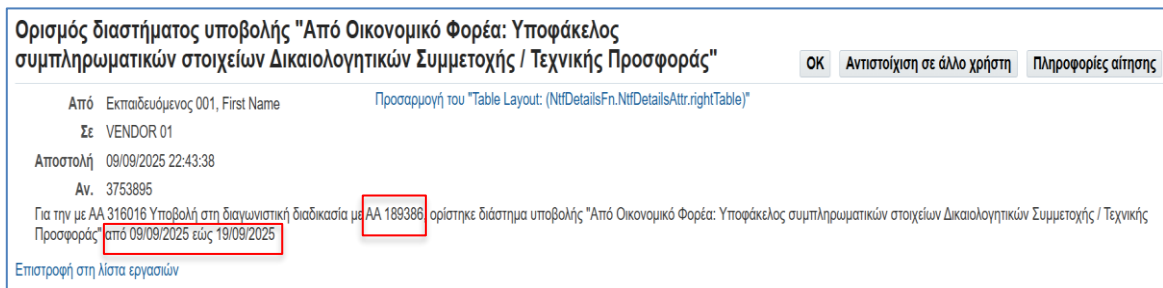 Ορισμός διαστήματος υποβολής "Από Οικονομικό Φορέα: Υποφάκελος
συμπληρωματικών στοιχείων Δικαιολογητικών Συμμετοχής / Τεχνικής Προσφοράς"
OK Αντιστοίχιση σε άλλο χρήστη Πληροφορίες αίτησης
Από Εκπαιδευόμενος 001, First Name Προσαρμογή του "Table Layout: (NtfDetailsFn.NtfDetailsAttr.rightTable)"
Σε VENDOR 01
Αποστολή 09/09/2025 22:43:38
Αν. 3753895
Για την με ΑΑ 316016 Υποβολή στη διαγωνιστική διαδικασία με ΑΑ 189386, ορίστηκε διάστημα υποβολής "Από Οικονομικό Φορέα: Υποφάκελος συμπληρωματικών στοιχείων Δικαιολογητικών Συμμετοχής / Τεχνικής
Προσφοράς" από 09/09/2025 εώς 19/09/2025
Επιστροφή στη λίστα εργασιών